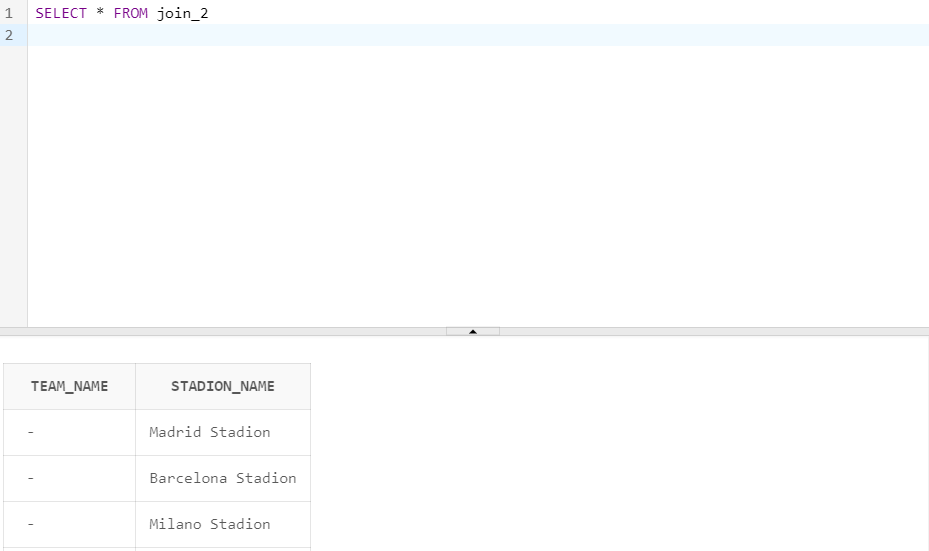 1 SELECT * FROM join_2
2
TEAM_NAME STADION_NAME
- Madrid Stadion
- Barcelona Stadion
- Milano Stadion